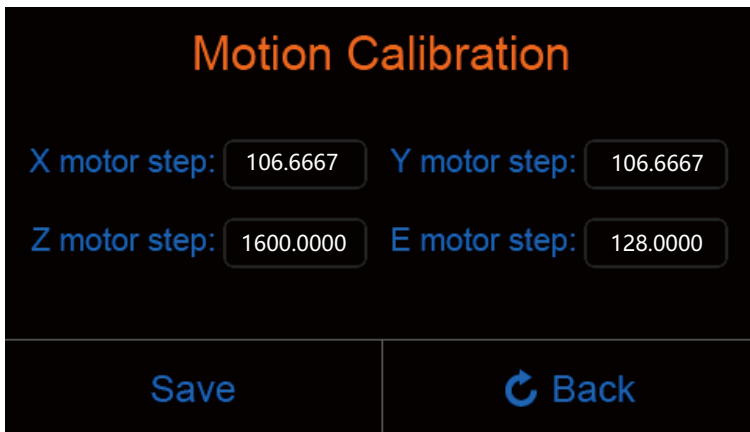 Motion Calibration
X motor step: 106.6667 Y motor step: 106.6667
Z motor step: 1600.0000 E motor step: 128.0000
Save Back